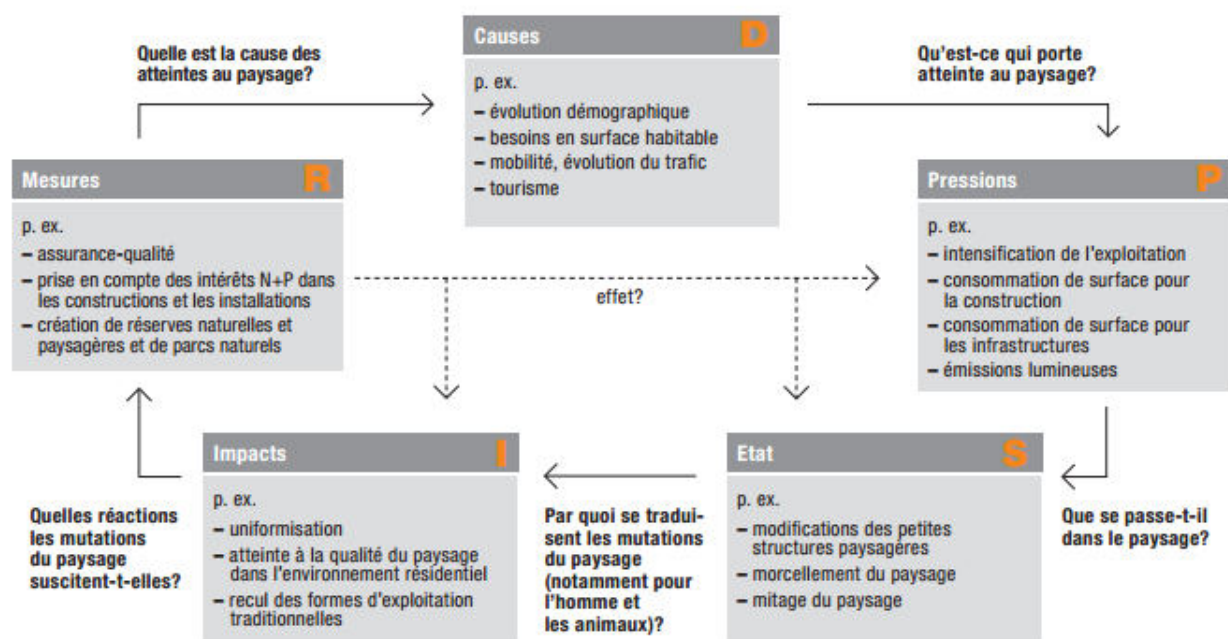 Quelle est la cause des
atteintes au paysage?
Causes D
p. ex.
– évolution démographique
– besoins en surface habitable
– mobilité, évolution du trafic
– tourisme
Qu'est-ce qui porte
atteinte au paysage?
Mesures R
p. ex.
– assurance-qualité
– prise en compte des intérêts N+P dans
les constructions et les installations
– création de réserves naturelles et
paysagères et de parcs naturels
effet?
Pressions P
p. ex.
– intensification de l'exploitation
– consommation de surface pour
la construction
– consommation de surface pour
les infrastructures
– émissions lumineuses
Quelles réactions
les mutations
du paysage
suscitent-t-elles?
Impacts I
p. ex.
– uniformisation
– atteinte à la qualité du paysage
dans l'environnement résidentiel
– recul des formes d'exploitation
traditionnelles
Par quoi se tradui-
sent les mutations
du paysage
(notamment pour
l'homme et
les animaux)?
Etat S
p. ex.
– modifications des petites
structures paysagères
– morcellement du paysage
– mitage du paysage
Que se passe-t-il
dans le paysage?